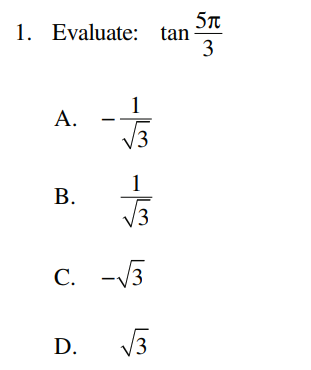 1. Evaluate: tan 5π/3
A. −1/√3
B. 1/√3
C. −√3
D. √3